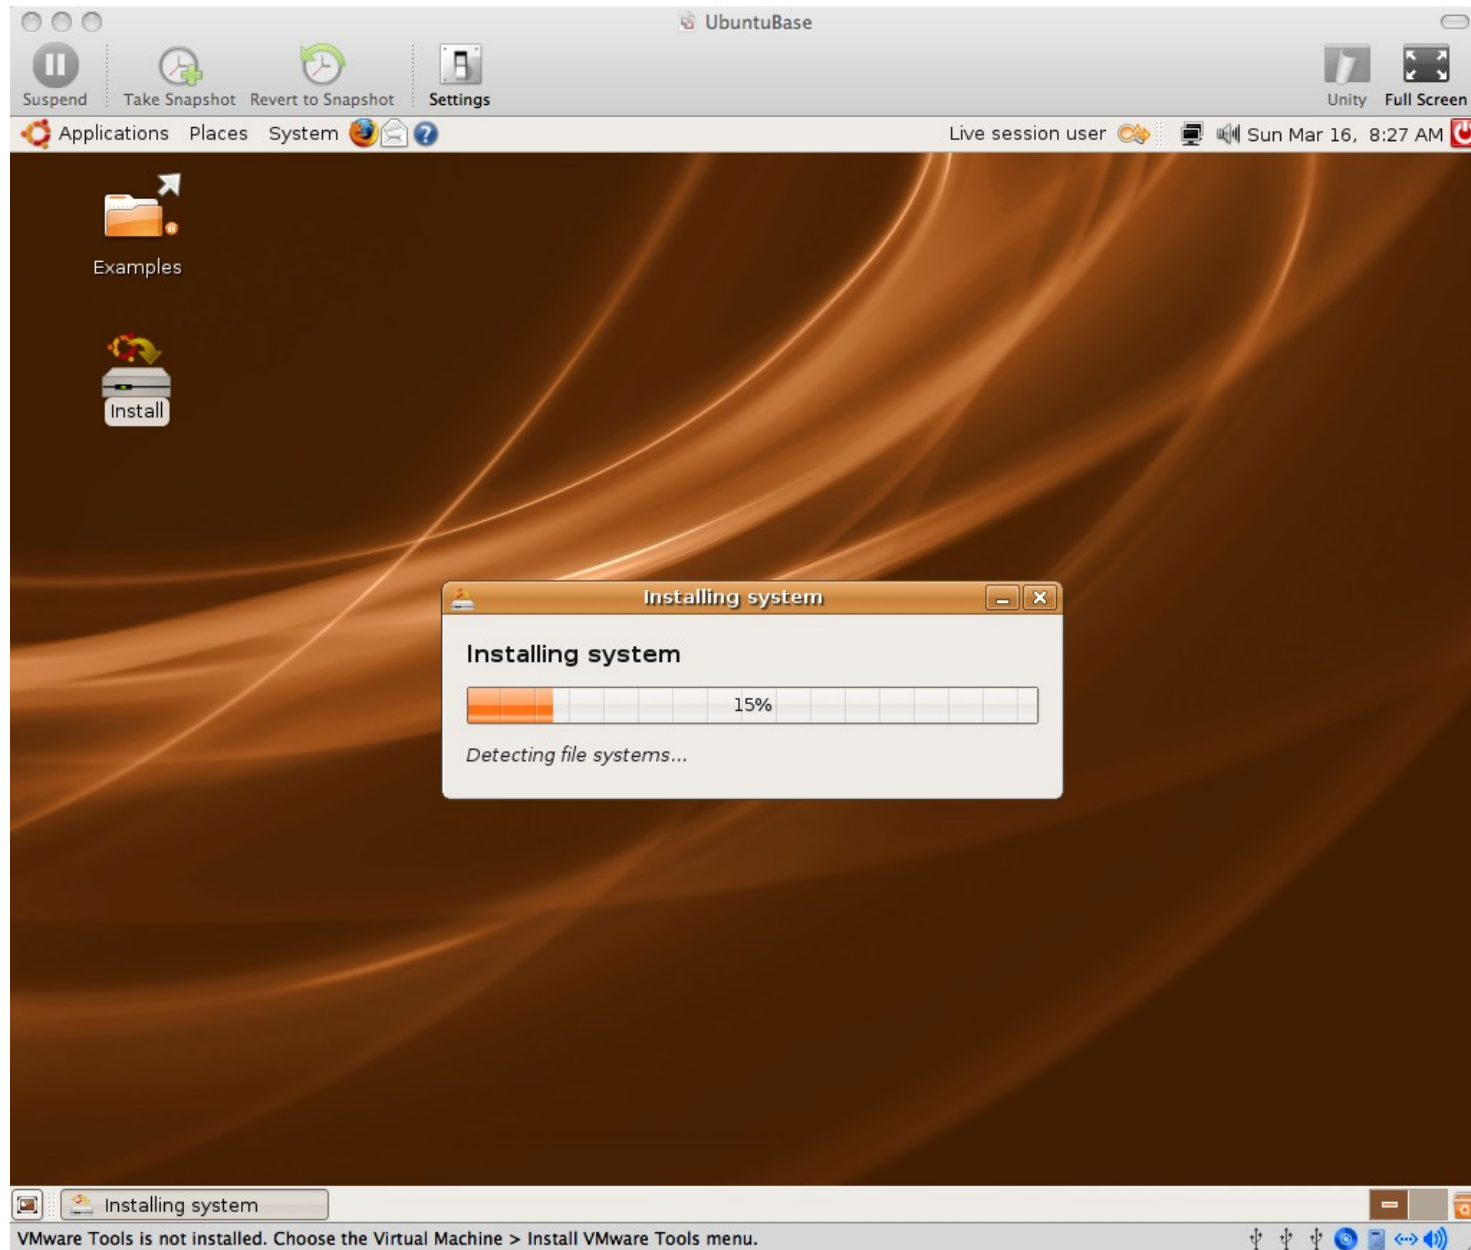 UbuntuBase
Suspend Take Snapshot Revert to Snapshot Settings Unity Full Screen
Applications Places System Live session user Sun Mar 16, 8:27 AM
Examples
Install
Installing system
Installing system
15%
Detecting file systems...
Installing system
VMware Tools is not installed. Choose the Virtual Machine > Install VMware Tools menu.